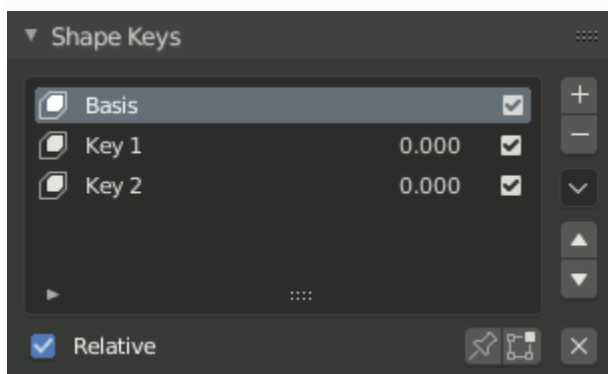 Shape Keys
Basis
Key 1 0.000
Key 2 0.000
Relative